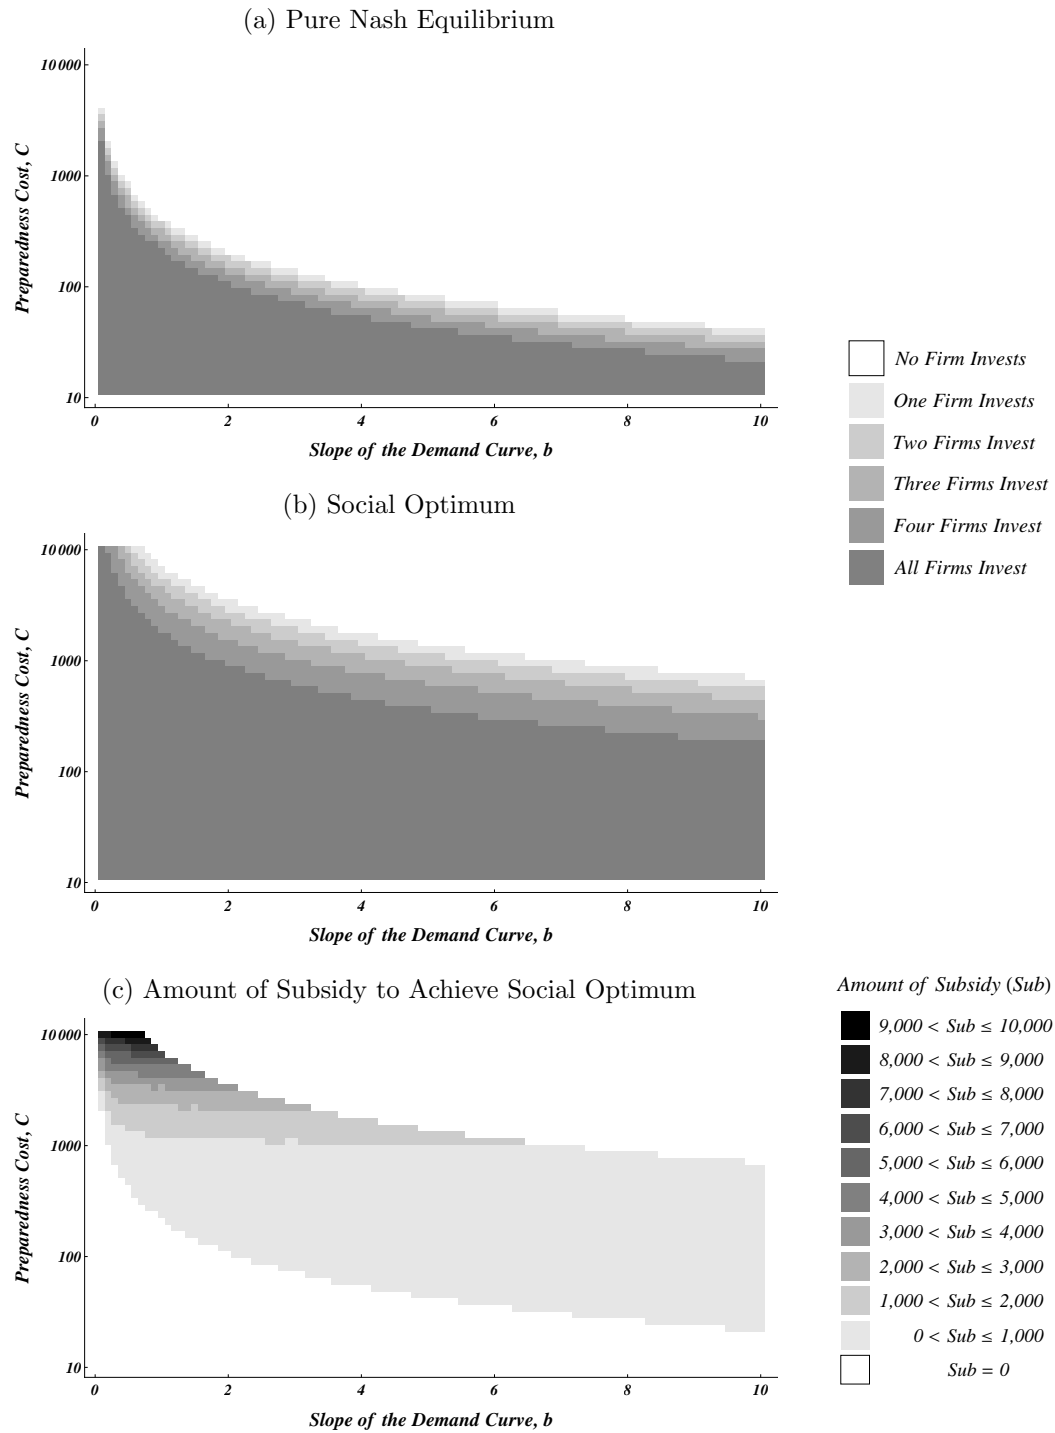 (a) Pure Nash Equilibrium
10 000
1000
100
10
Preparedness Cost, C
0 2 4 6 8 10
Slope of the Demand Curve, b
No Firm Invests
One Firm Invests
Two Firms Invest
Three Firms Invest
Four Firms Invest
All Firms Invest
(b) Social Optimum
10 000
1000
100
10
Preparedness Cost, C
0 2 4 6 8 10
Slope of the Demand Curve, b
(c) Amount of Subsidy to Achieve Social Optimum
10 000
1000
100
10
Preparedness Cost, C
0 2 4 6 8 10
Slope of the Demand Curve, b
Amount of Subsidy (Sub)
9,000 < Sub ≤ 10,000
8,000 < Sub ≤ 9,000
7,000 < Sub ≤ 8,000
6,000 < Sub ≤ 7,000
5,000 < Sub ≤ 6,000
4,000 < Sub ≤ 5,000
3,000 < Sub ≤ 4,000
2,000 < Sub ≤ 3,000
1,000 < Sub ≤ 2,000
0 < Sub ≤ 1,000
Sub = 0